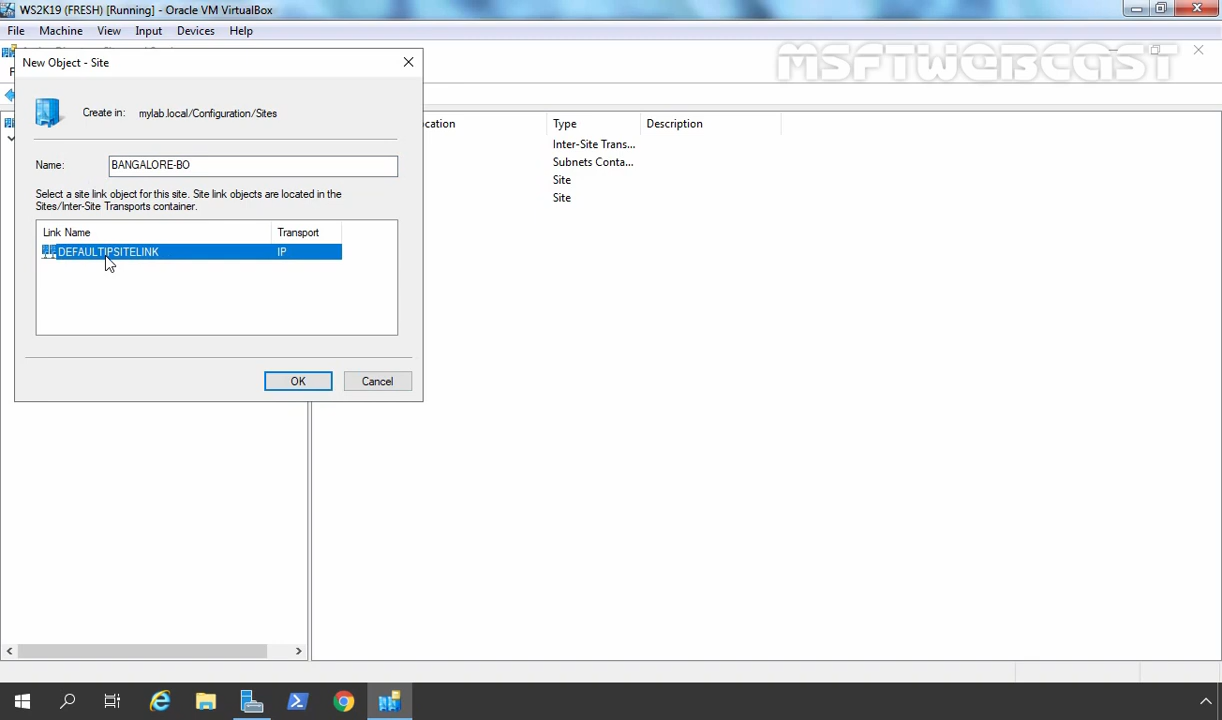 WS2K19 (FRESH) [Running] - Oracle VM VirtualBox
File Machine View Input Devices Help
MSFTWEBCAST
New Object - Site
Create in: mylab.local/Configuration/Sites
Name: BANGALORE-BO
Select a site link object for this site. Site link objects are located in the
Sites/Inter-Site Transports container.
Link Name Transport
DEFAULTIPSITELINK IP
OK Cancel
Type Description
Inter-Site Trans...
Subnets Conta...
Site
Site